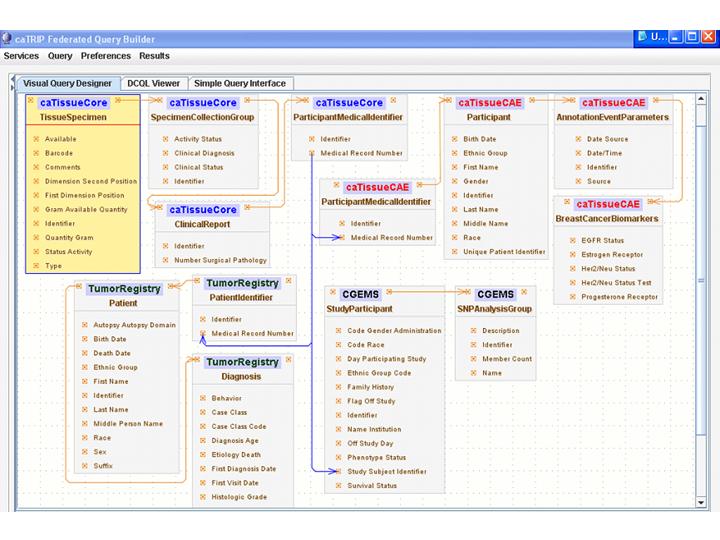 caTRIP Federated Query Builder
U...
Services Query Preferences Results
Visual Query Designer DCQL Viewer Simple Query Interface
caTissueCore
TissueSpecimen
Available
Barcode
Comments
Dimension Second Position
First Dimension Position
Gram Available Quantity
Identifier
Quantity Gram
Status Activity
Type
caTissueCore
SpecimenCollectionGroup
Activity Status
Clinical Diagnosis
Clinical Status
Identifier
caTissueCore
ParticipantMedicalIdentifier
Identifier
Medical Record Number
caTissueCAE
Participant
Birth Date
Ethnic Group
First Name
Gender
Identifier
Last Name
Middle Name
Race
Unique Patient Identifier
caTissueCAE
AnnotationEventParameters
Date Source
Date/Time
Identifier
Source
caTissueCore
ClinicalReport
Identifier
Number Surgical Pathology
caTissueCAE
ParticipantMedicalIdentifier
Identifier
Medical Record Number
caTissueCAE
BreastCancerBiomarkers
EGFR Status
Estrogen Receptor
Her2/Neu Status
Her2/Neu Status Test
Progesterone Receptor
TumorRegistry
Patient
Autopsy Autopsy Domain
Birth Date
Death Date
Ethnic Group
First Name
Identifier
Last Name
Middle Person Name
Race
Sex
Suffix
TumorRegistry
PatientIdentifier
Identifier
Medical Record Number
TumorRegistry
Diagnosis
Behavior
Case Class
Case Class Code
Diagnosis Age
Etiology Death
First Diagnosis Date
First Visit Date
Histologic Grade
CGEMS
StudyParticipant
Code Gender Administration
Code Race
Day Participating Study
Ethnic Group Code
Family History
Flag Off Study
Identifier
Name Institution
Off Study Day
Phenotype Status
Study Subject Identifier
Survival Status
CGEMS
SNPAnalysisGroup
Description
Identifier
Member Count
Name